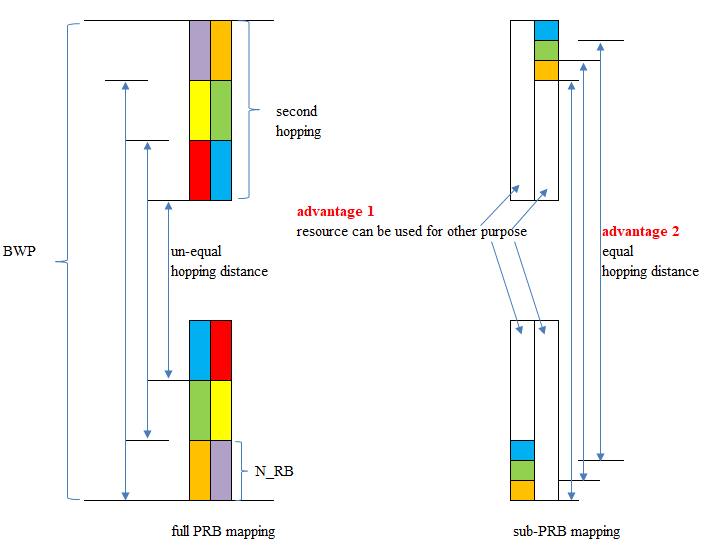 second
hopping
advantage 1
resource can be used for other purpose
BWP
un-equal
hopping distance
advantage 2
equal
hopping distance
N_RB
full PRB mapping
sub-PRB mapping